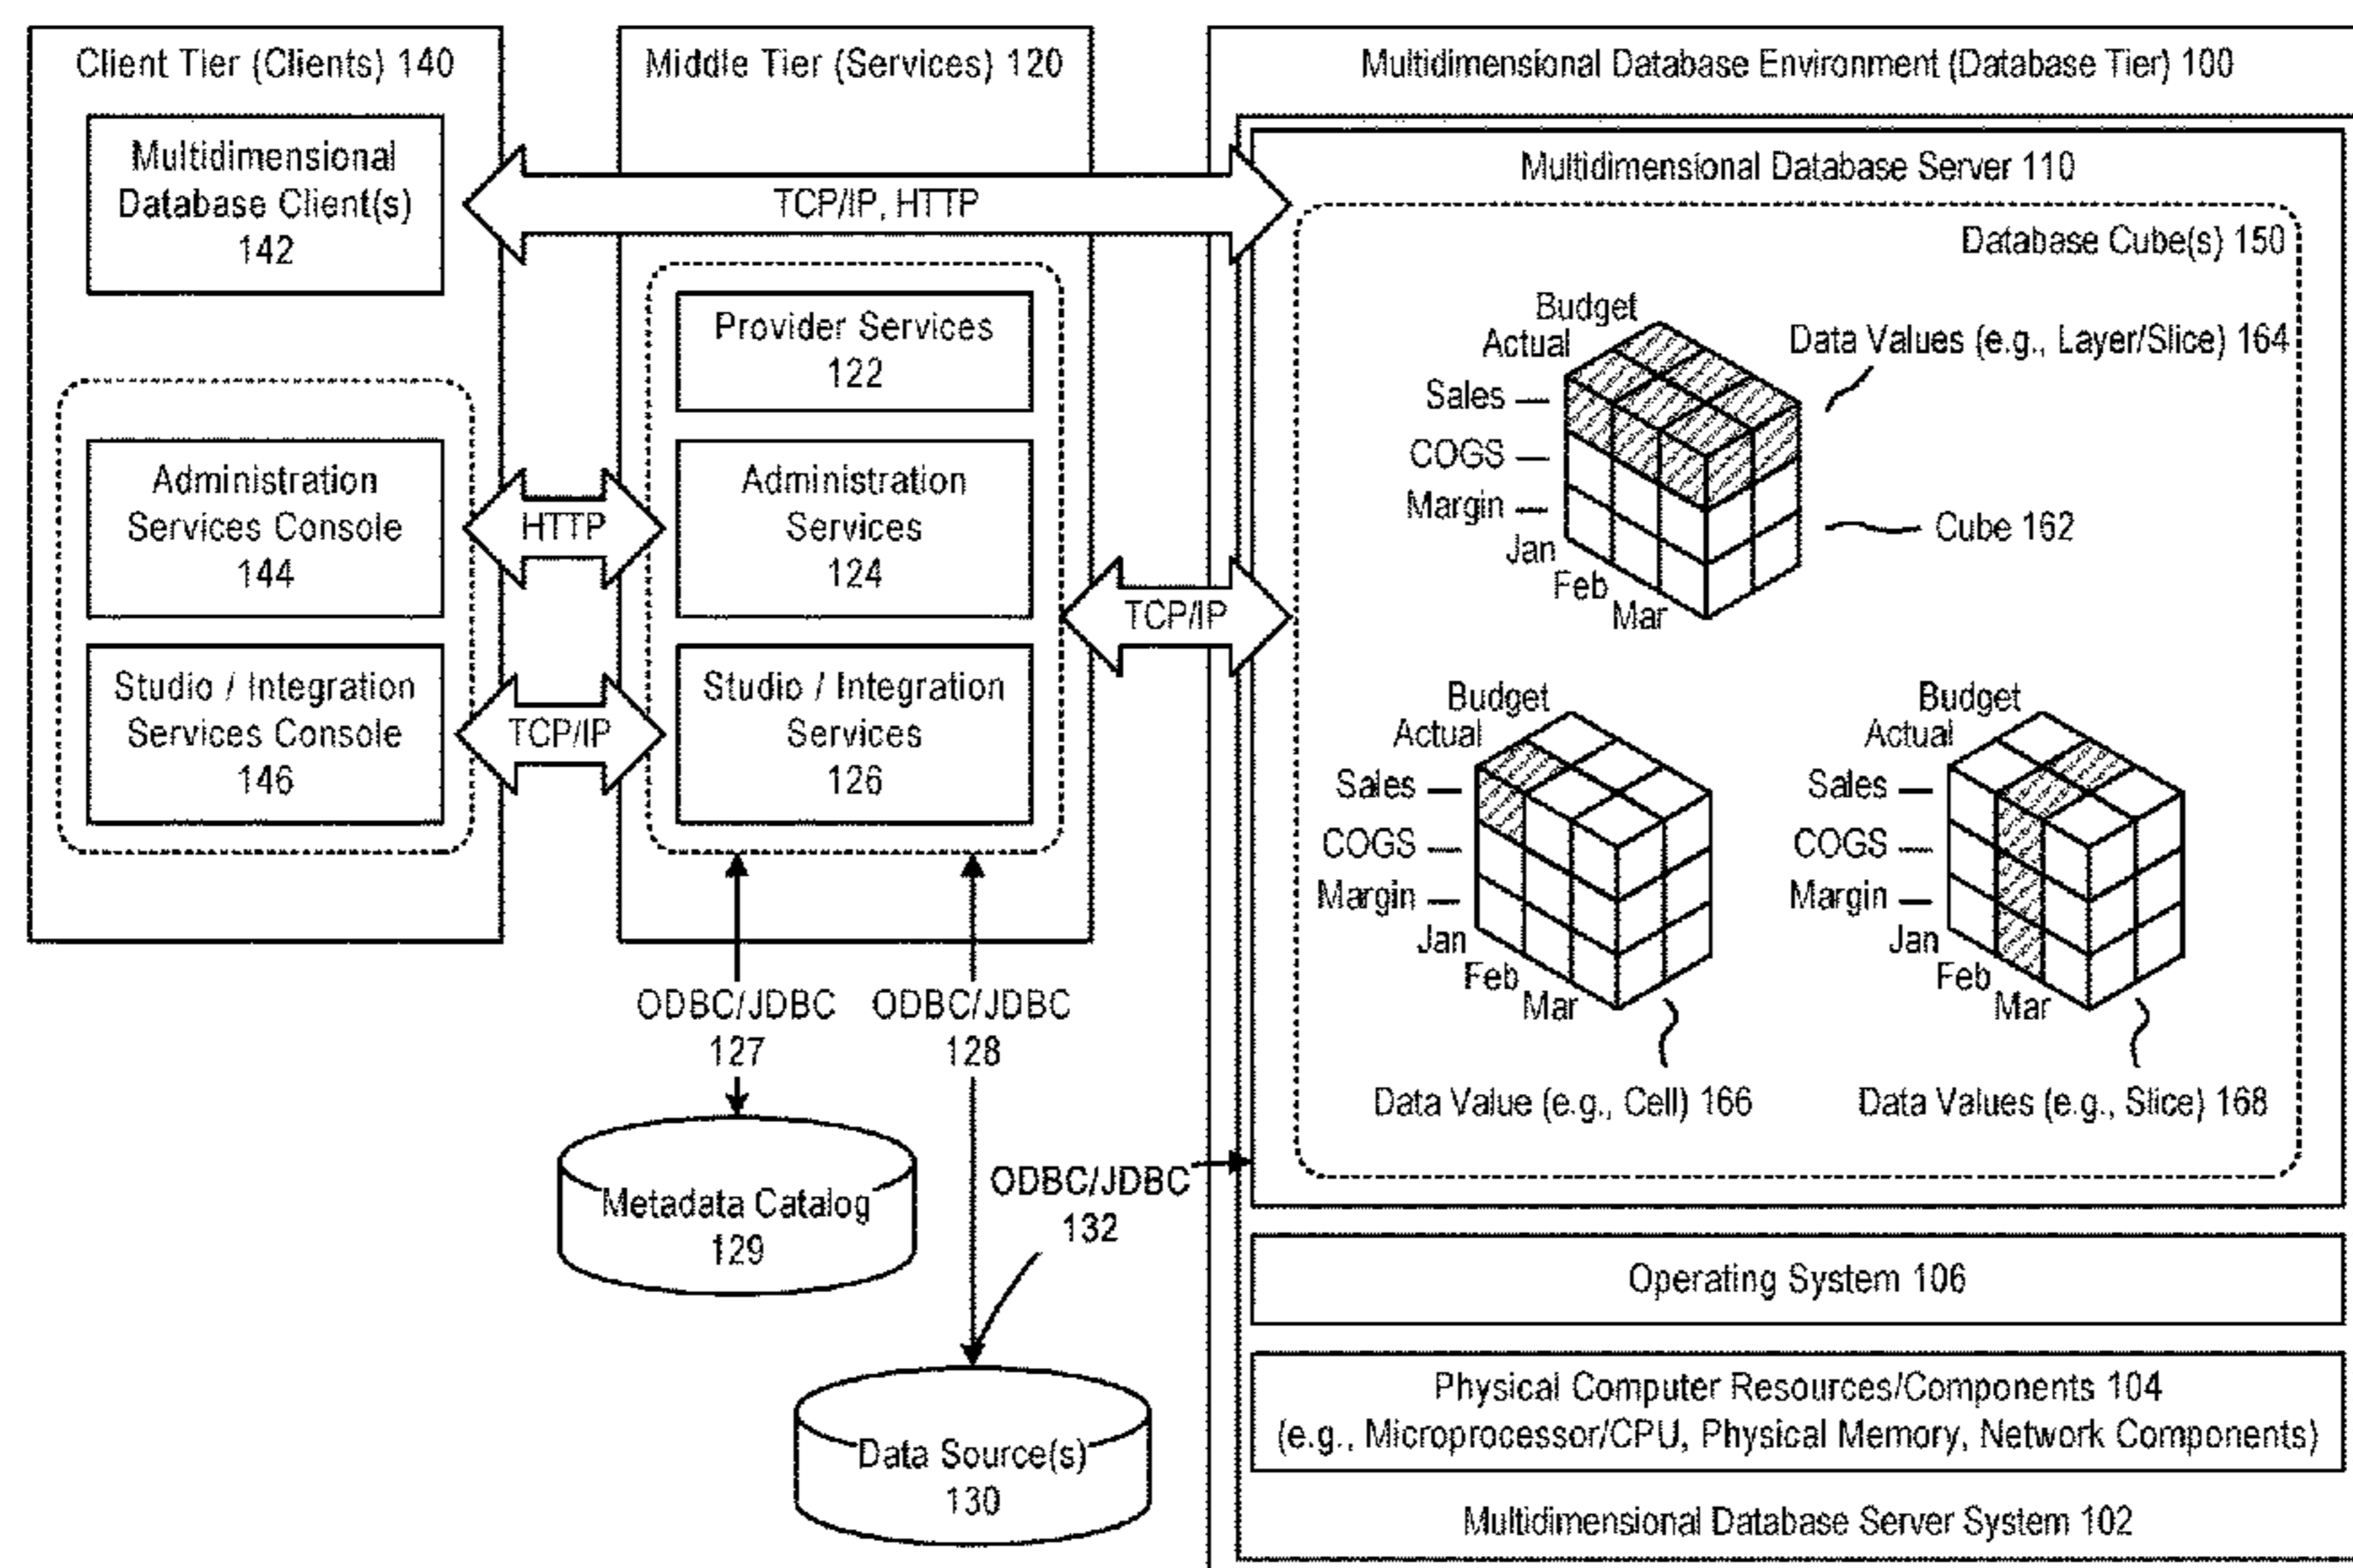 Client Tier (Clients) 140
Multidimensional
Database Client(s)
142
Administration
Services Console
144
Studio / Integration
Services Console
146
Middle Tier (Services) 120
TCP/IP, HTTP
Provider Services
122
HTTP
Administration
Services
124
TCP/IP
Studio / Integration
Services
126
TCP/IP
ODBC/JDBC
127
ODBC/JDBC
128
Metadata Catalog
129
ODBC/JDBC
132
Data Source(s)
130
Multidimensional Database Environment (Database Tier) 100
Multidimensional Database Server 110
Database Cube(s) 150
Budget
Actual
Sales
COGS
Margin
Jan
Feb
Mar
Data Values (e.g., Layer/Slice) 164
Cube 162
Budget
Actual
Sales
COGS
Margin
Jan
Feb
Mar
Data Value (e.g., Cell) 166
Budget
Actual
Sales
COGS
Margin
Jan
Feb
Mar
Data Values (e.g., Slice) 168
Operating System 106
Physical Computer Resources/Components 104
(e.g., Microprocessor/CPU, Physical Memory, Network Components)
Multidimensional Database Server System 102